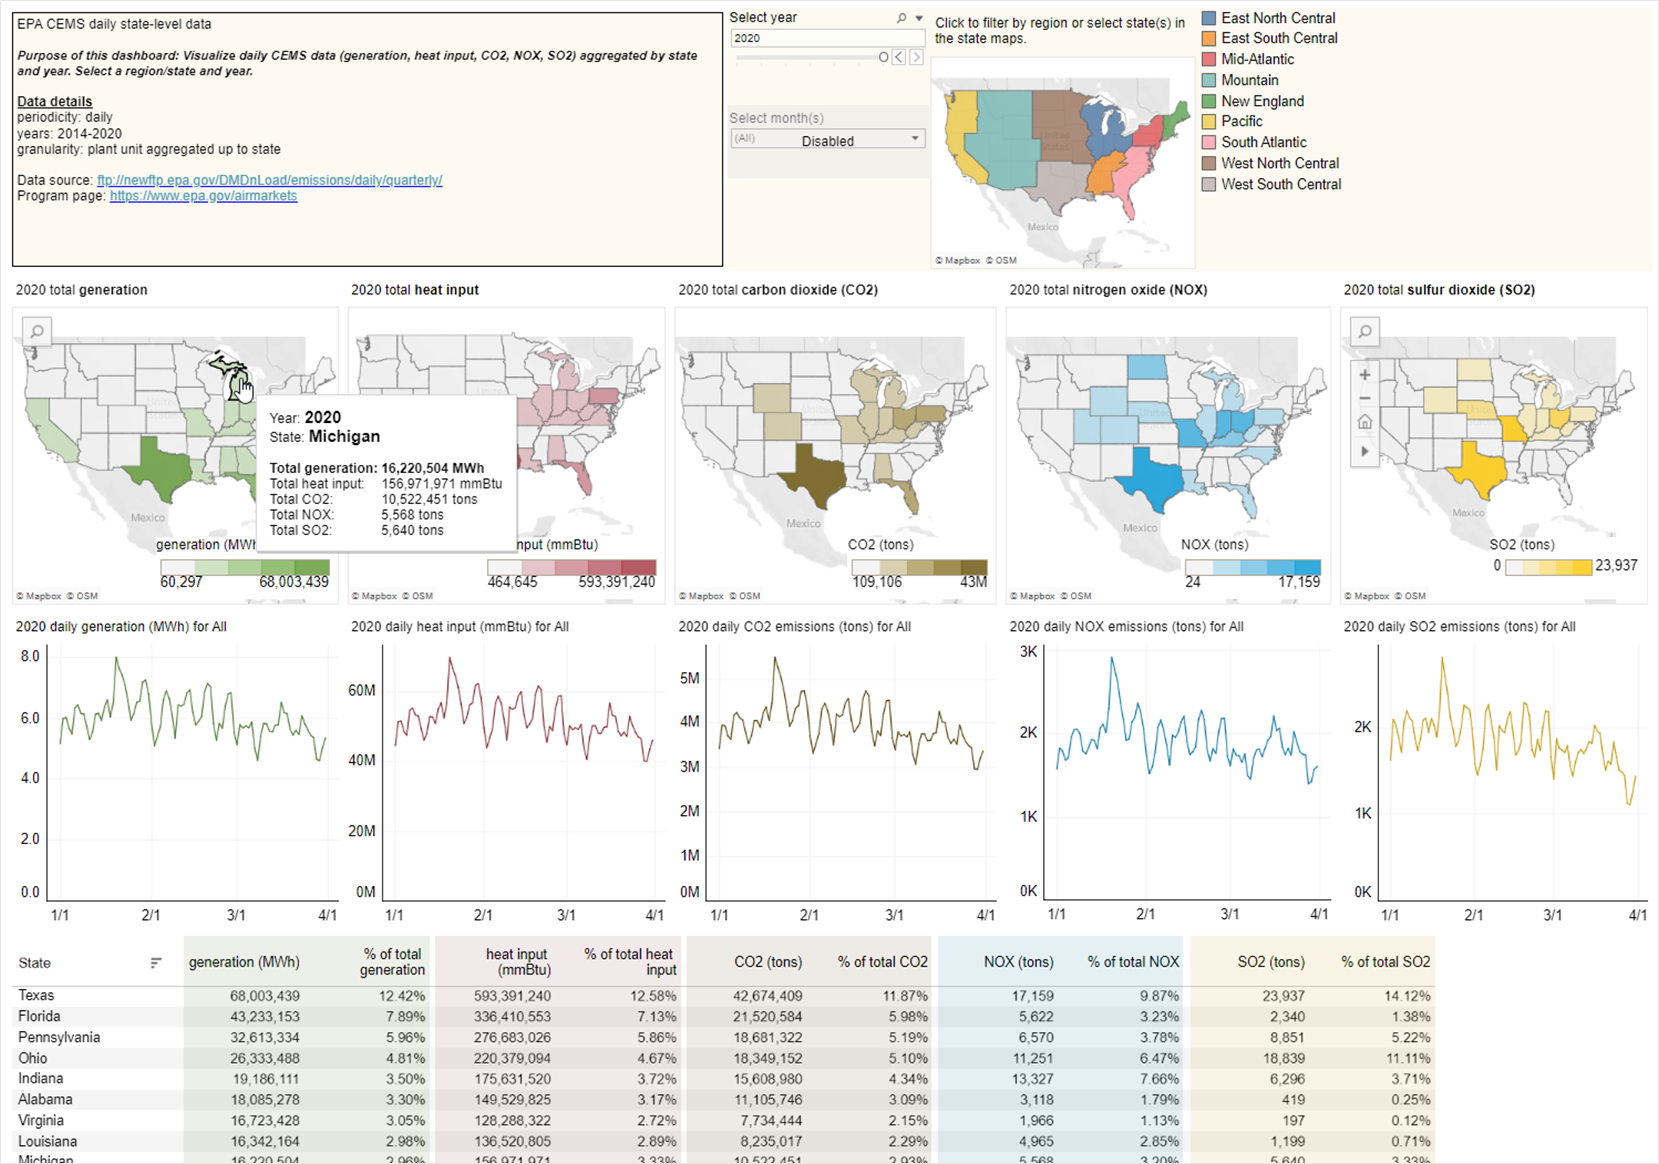 EPA CEMS daily state-level data
Purpose of this dashboard: Visualize daily CEMS data (generation, heat input, CO2, NOX, SO2) aggregated by state
and year. Select a region/state and year.
Data details
periodicity: daily
years: 2014-2020
granularity: plant unit aggregated up to state
Data source: ftp://newftp.epa.gov/DMDnLoad/emissions/daily/quarterly/
Program page: https://www.epa.gov/airmarkets
Select year
2020
Select month(s)
(All) Disabled
Click to filter by region or select state(s) in
the state maps.
United
States
Mexico
© Mapbox © OSM
East North Central
East South Central
Mid-Atlantic
Mountain
New England
Pacific
South Atlantic
West North Central
West South Central
2020 total generation
Mexico
generation (MWh
60,297 68,003,439
© Mapbox © OSM
Year: 2020
State: Michigan
Total generation: 16,220,504 MWh
Total heat input: 156,971,971 mmBtu
Total CO2: 10,522,451 tons
Total NOX: 5,568 tons
Total SO2: 5,640 tons
2020 total heat input
nput (mmBtu)
464,645 593,391,240
© Mapbox © OSM
2020 total carbon dioxide (CO2)
Mexico
CO2 (tons)
109,106 43M
© Mapbox © OSM
2020 total nitrogen oxide (NOX)
Mexico
NOX (tons)
24 17,159
© Mapbox © OSM
2020 total sulfur dioxide (SO2)
Mexico
SO2 (tons)
0 23,937
© Mapbox © OSM
2020 daily generation (MWh) for All
8.0
6.0
4.0
2.0
0.0
1/1 2/1 3/1 4/1
2020 daily heat input (mmBtu) for All
60M
40M
20M
0M
1/1 2/1 3/1 4/1
2020 daily CO2 emissions (tons) for All
5M
4M
3M
2M
1M
0M
1/1 2/1 3/1 4/1
2020 daily NOX emissions (tons) for All
3K
2K
1K
0K
1/1 2/1 3/1 4/1
2020 daily SO2 emissions (tons) for All
2K
1K
0K
1/1 2/1 3/1 4/1
State generation (MWh) % of total generation heat input (mmBtu) % of total heat input CO2 (tons) % of total CO2 NOX (tons) % of total NOX SO2 (tons) % of total SO2
Texas 68,003,439 12.42% 593,391,240 12.58% 42,674,409 11.87% 17,159 9.87% 23,937 14.12%
Florida 43,233,153 7.89% 336,410,553 7.13% 21,520,584 5.98% 5,622 3.23% 2,340 1.38%
Pennsylvania 32,613,334 5.96% 276,683,026 5.86% 18,681,322 5.19% 6,570 3.78% 8,851 5.22%
Ohio 26,333,488 4.81% 220,379,094 4.67% 18,349,152 5.10% 11,251 6.47% 18,839 11.11%
Indiana 19,186,111 3.50% 175,631,520 3.72% 15,608,980 4.34% 13,327 7.66% 6,296 3.71%
Alabama 18,085,278 3.30% 149,529,825 3.17% 11,105,746 3.09% 3,118 1.79% 419 0.25%
Virginia 16,723,428 3.05% 128,288,322 2.72% 7,734,444 2.15% 1,966 1.13% 197 0.12%
Louisiana 16,342,164 2.98% 136,520,805 2.89% 8,235,017 2.29% 4,965 2.85% 1,199 0.71%
Michigan 16,220,504 2.96% 156,971,971 3.33% 10,522,451 2.93% 5,568 3.20% 5,640 3.33%